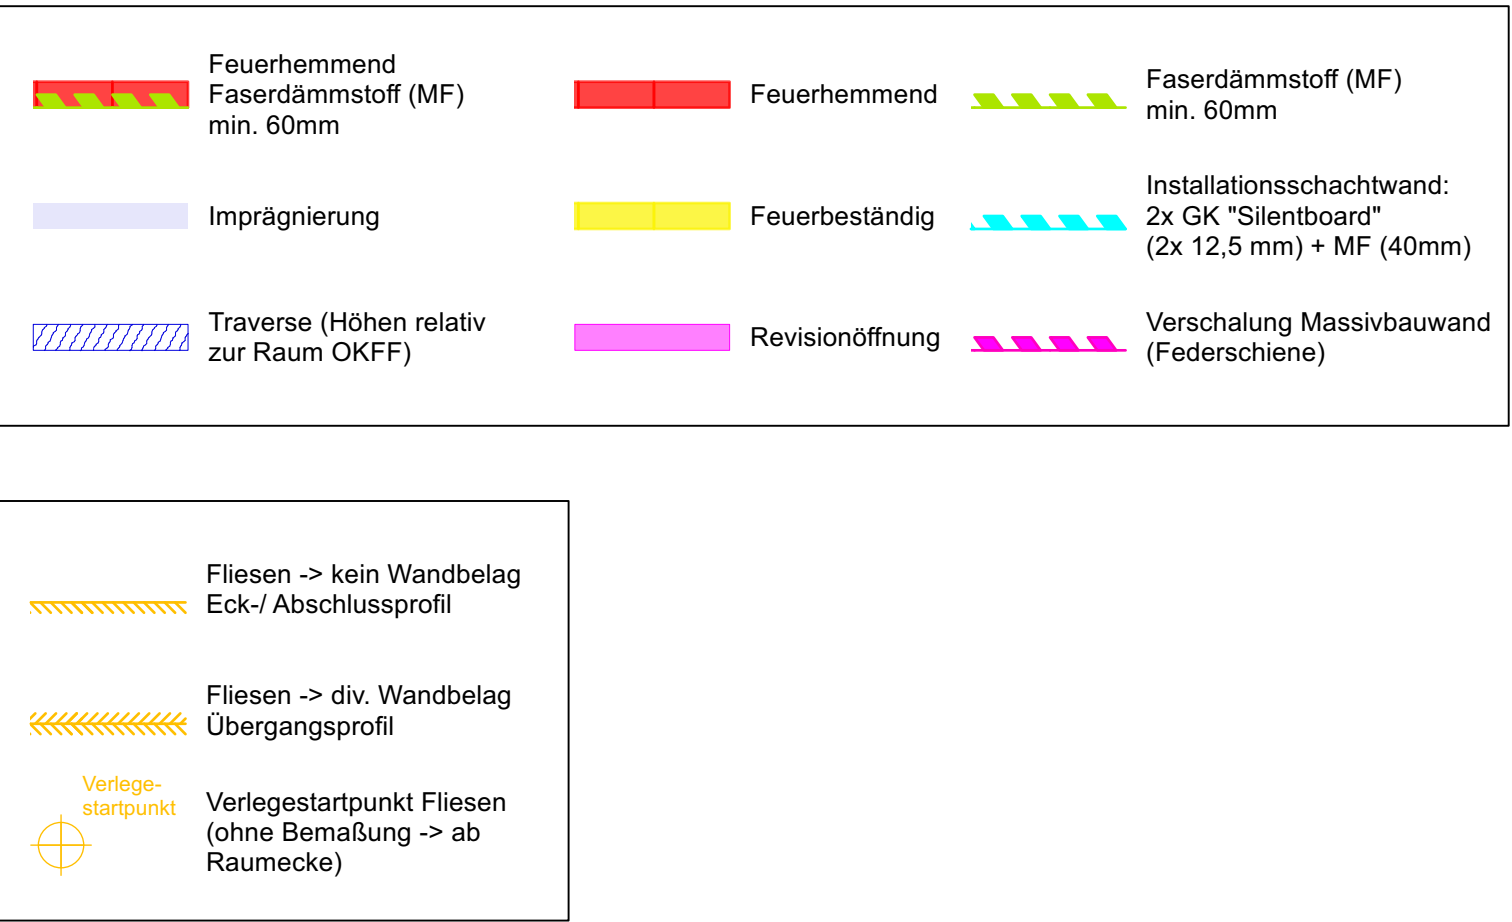 Feuerhemmend
Faserdämmstoff (MF)
min. 60mm
Feuerhemmend
Faserdämmstoff (MF)
min. 60mm
Imprägnierung
Feuerbeständig
Installationsschachtwand:
2x GK "Silentboard"
(2x 12,5 mm) + MF (40mm)
Traverse (Höhen relativ
zur Raum OKFF)
Revisionöffnung
Verschalung Massivbauwand
(Federschiene)
Fliesen -> kein Wandbelag
Eck-/ Abschlussprofil
Fliesen -> div. Wandbelag
Übergangsprofil
Verlege-
startpunkt
Verlegestartpunkt Fliesen
(ohne Bemaßung -> ab
Raumecke)